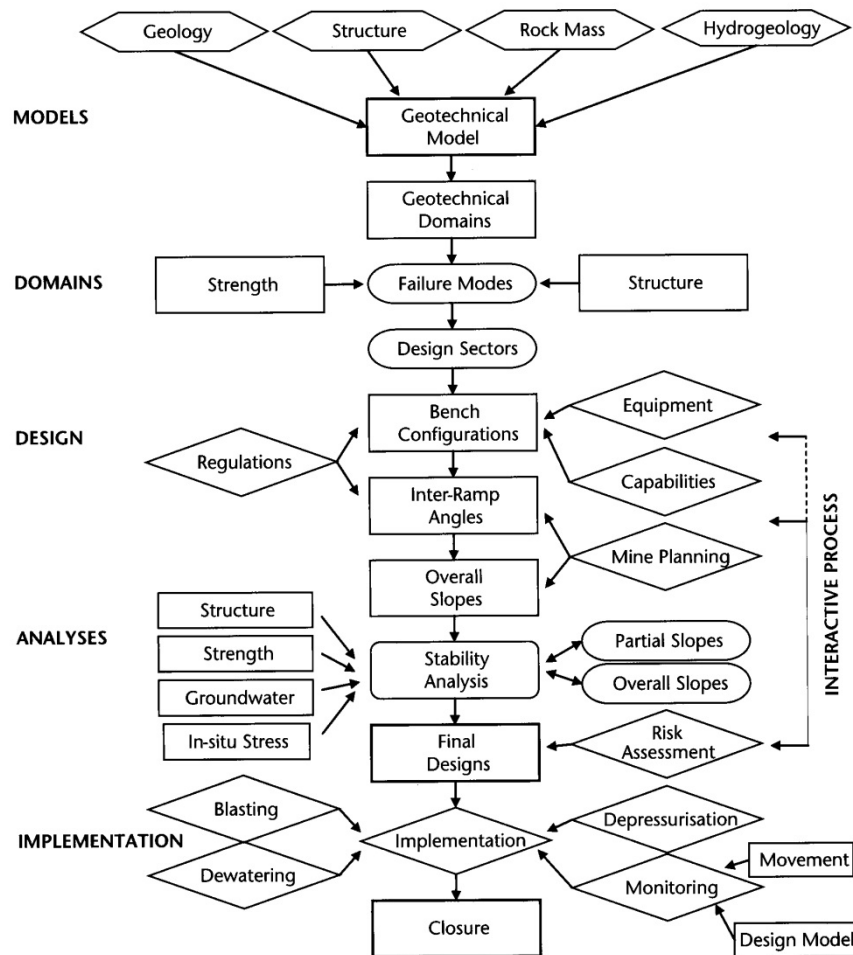 Geology
Structure
Rock Mass
Hydrogeology
MODELS
Geotechnical
Model
Geotechnical
Domains
DOMAINS
Strength
Failure Modes
Structure
Design Sectors
DESIGN
Bench
Configurations
Equipment
Regulations
Capabilities
Inter-Ramp
Angles
Mine Planning
Overall
Slopes
INTERACTIVE PROCESS
ANALYSES
Structure
Strength
Groundwater
In-situ Stress
Stability
Analysis
Partial Slopes
Overall Slopes
Final
Designs
Risk
Assessment
IMPLEMENTATION
Blasting
Dewatering
Implementation
Depressurisation
Monitoring
Movement
Design Model
Closure